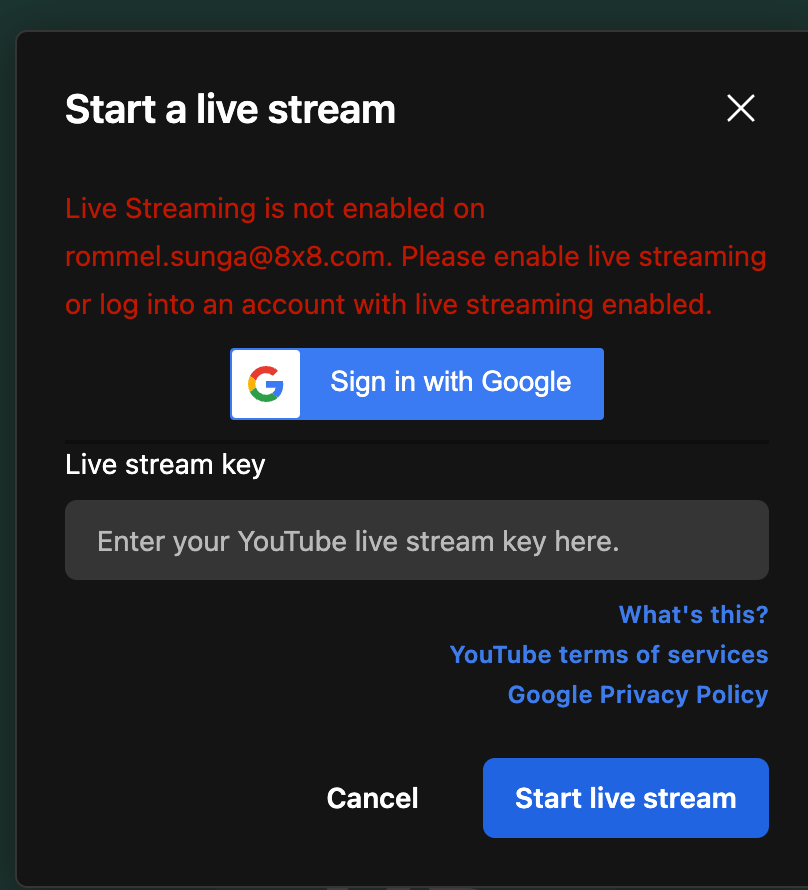 Start a live stream
Live Streaming is not enabled on
rommel.sunga@8x8.com. Please enable live streaming
or log into an account with live streaming enabled.
Sign in with Google
Live stream key
Enter your YouTube live stream key here.
What's this?
YouTube terms of services
Google Privacy Policy
Cancel
Start live stream